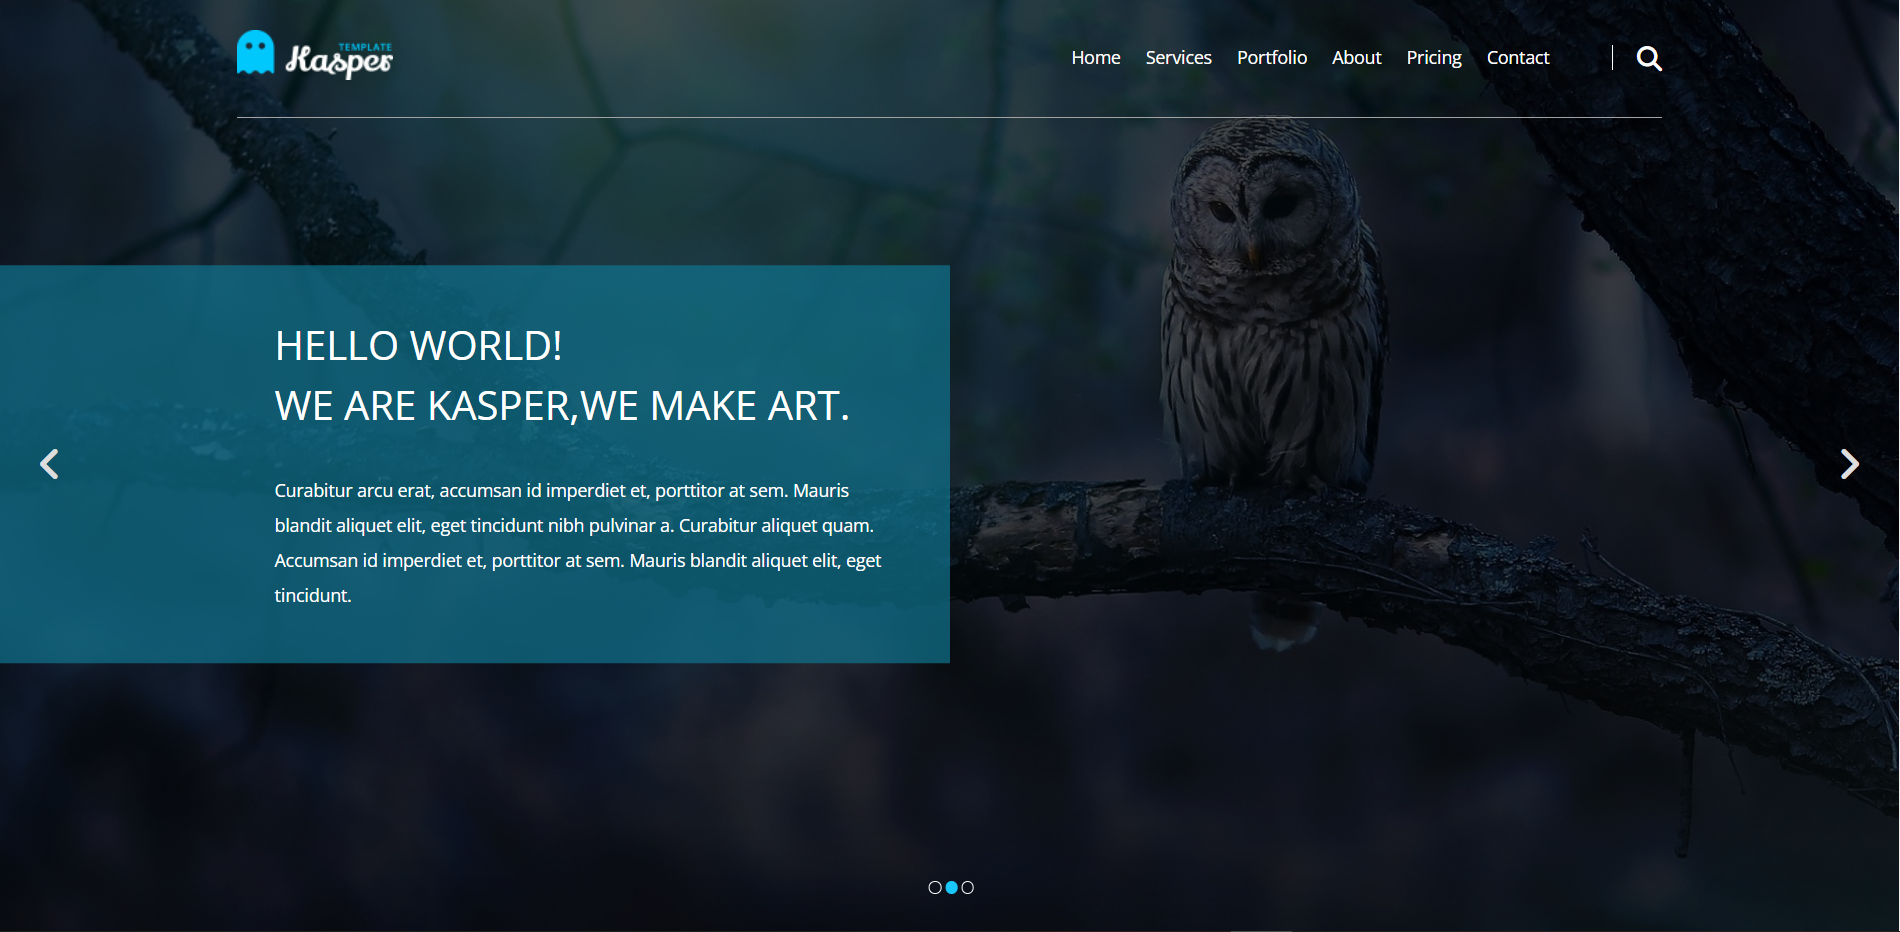 TEMPLATE
Kasper
Home Services Portfolio About Pricing Contact
HELLO WORLD!
WE ARE KASPER,WE MAKE ART.
Curabitur arcu erat, accumsan id imperdiet et, porttitor at sem. Mauris
blandit aliquet elit, eget tincidunt nibh pulvinar a. Curabitur aliquet quam.
Accumsan id imperdiet et, porttitor at sem. Mauris blandit aliquet elit, eget
tincidunt.